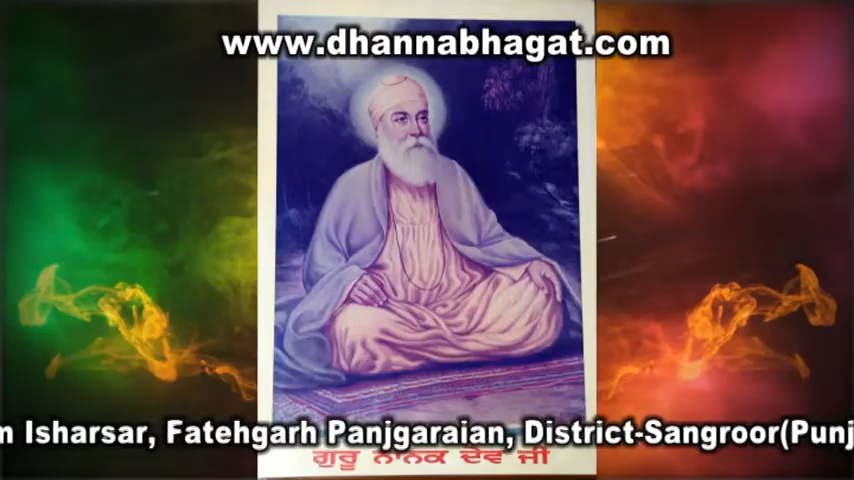 www.dhannabhagat.com
m Isharsar, Fatehgarh Panjgaraian, District-Sangroor(Punj
ਗੁਰੂ ਨਾਨਕ ਦੇਵ ਜੀ